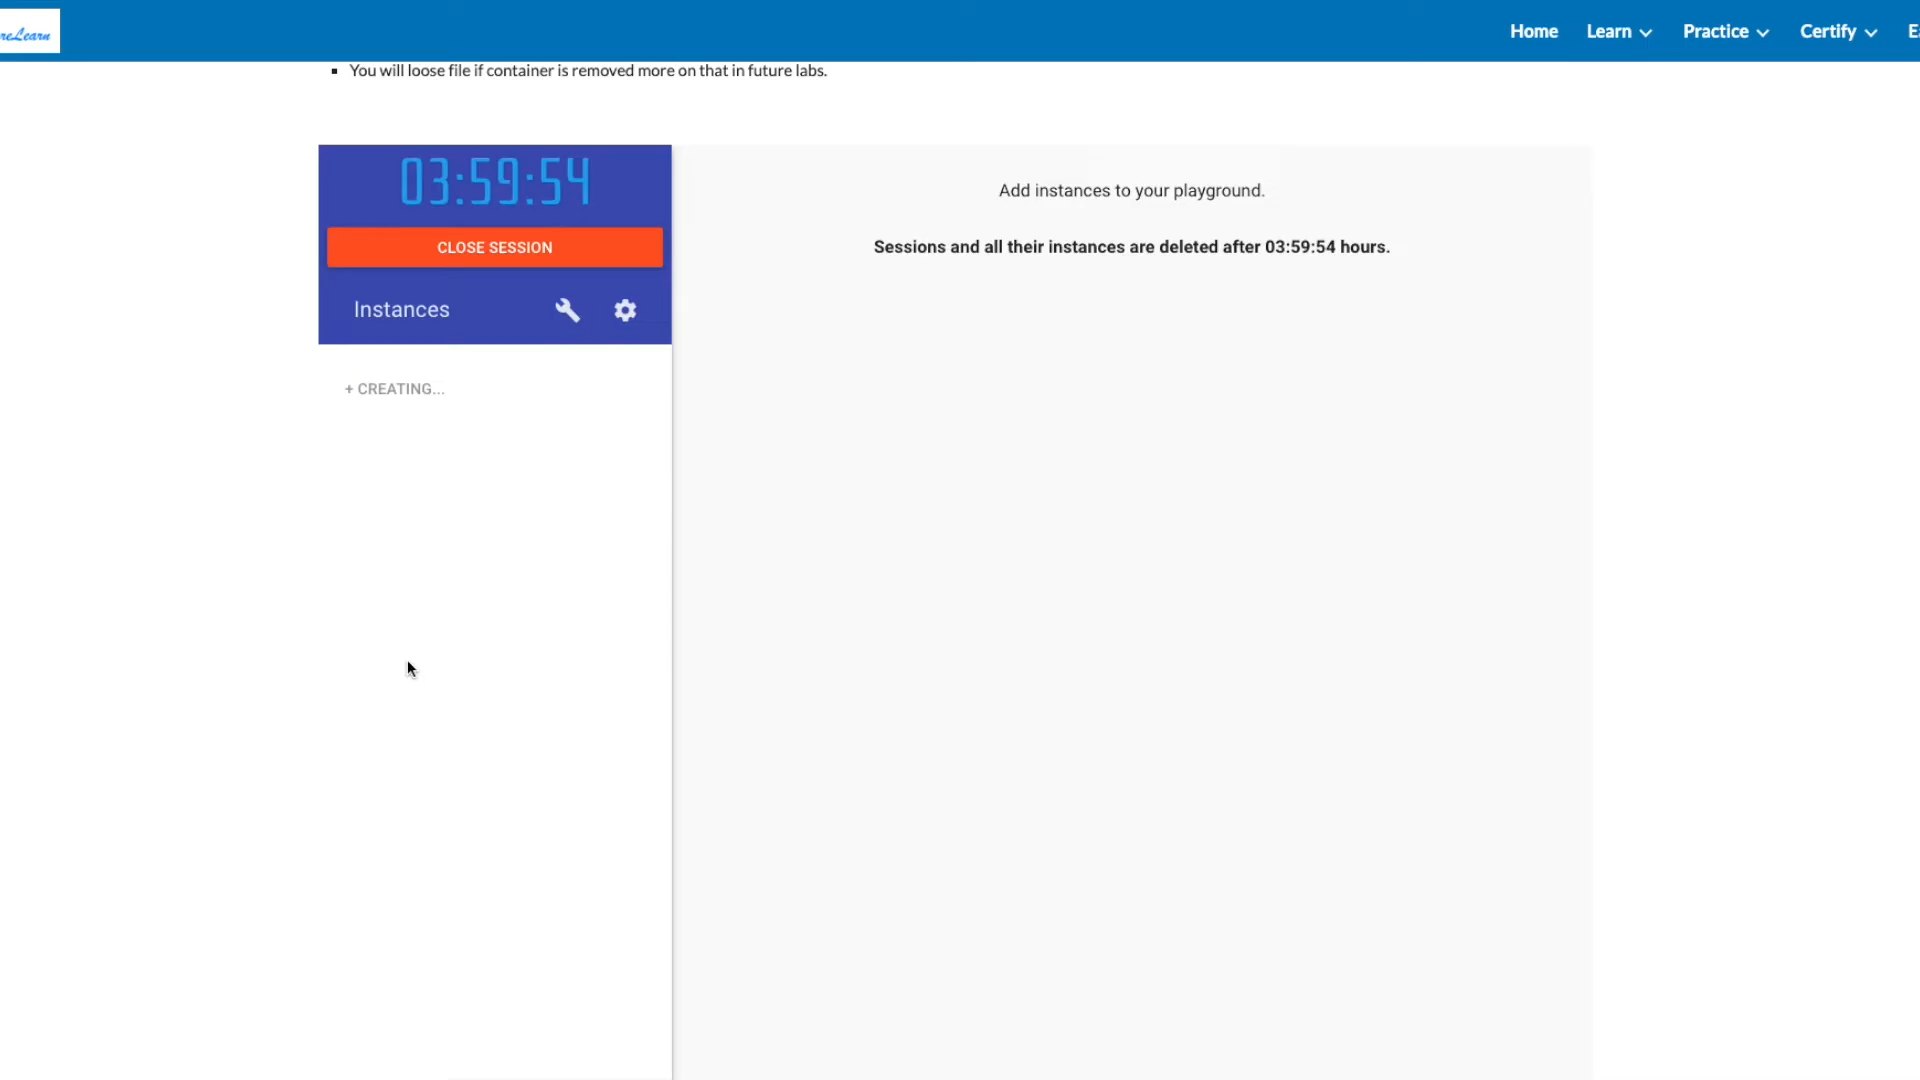 reLearn
Home Learn Practice Certify Ea
You will loose file if container is removed more on that in future labs.
03:59:54
CLOSE SESSION
Instances
+ CREATING...
Add instances to your playground.
Sessions and all their instances are deleted after 03:59:54 hours.